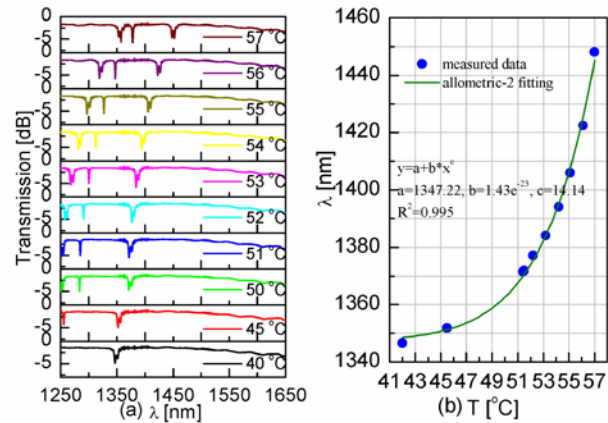 Transmission [dB]
0
-5
0
-5
0
-5
0
-5
0
-5
0
-5
0
-5
0
-5
0
-5
0
-5
57 °C
56 °C
55 °C
54 °C
53 °C
52 °C
51 °C
50 °C
45 °C
40 °C
1250 1350 1450 1550 1650
(a) λ [nm]
λ [nm]
1460
1440
1420
1400
1380
1360
1340
measured data
allometric-2 fitting
y=a+b*x^c
a=1347.22, b=1.43e^-23, c=14.14
R²=0.995
41 43 45 47 49 51 53 55 57
(b) T [°C]